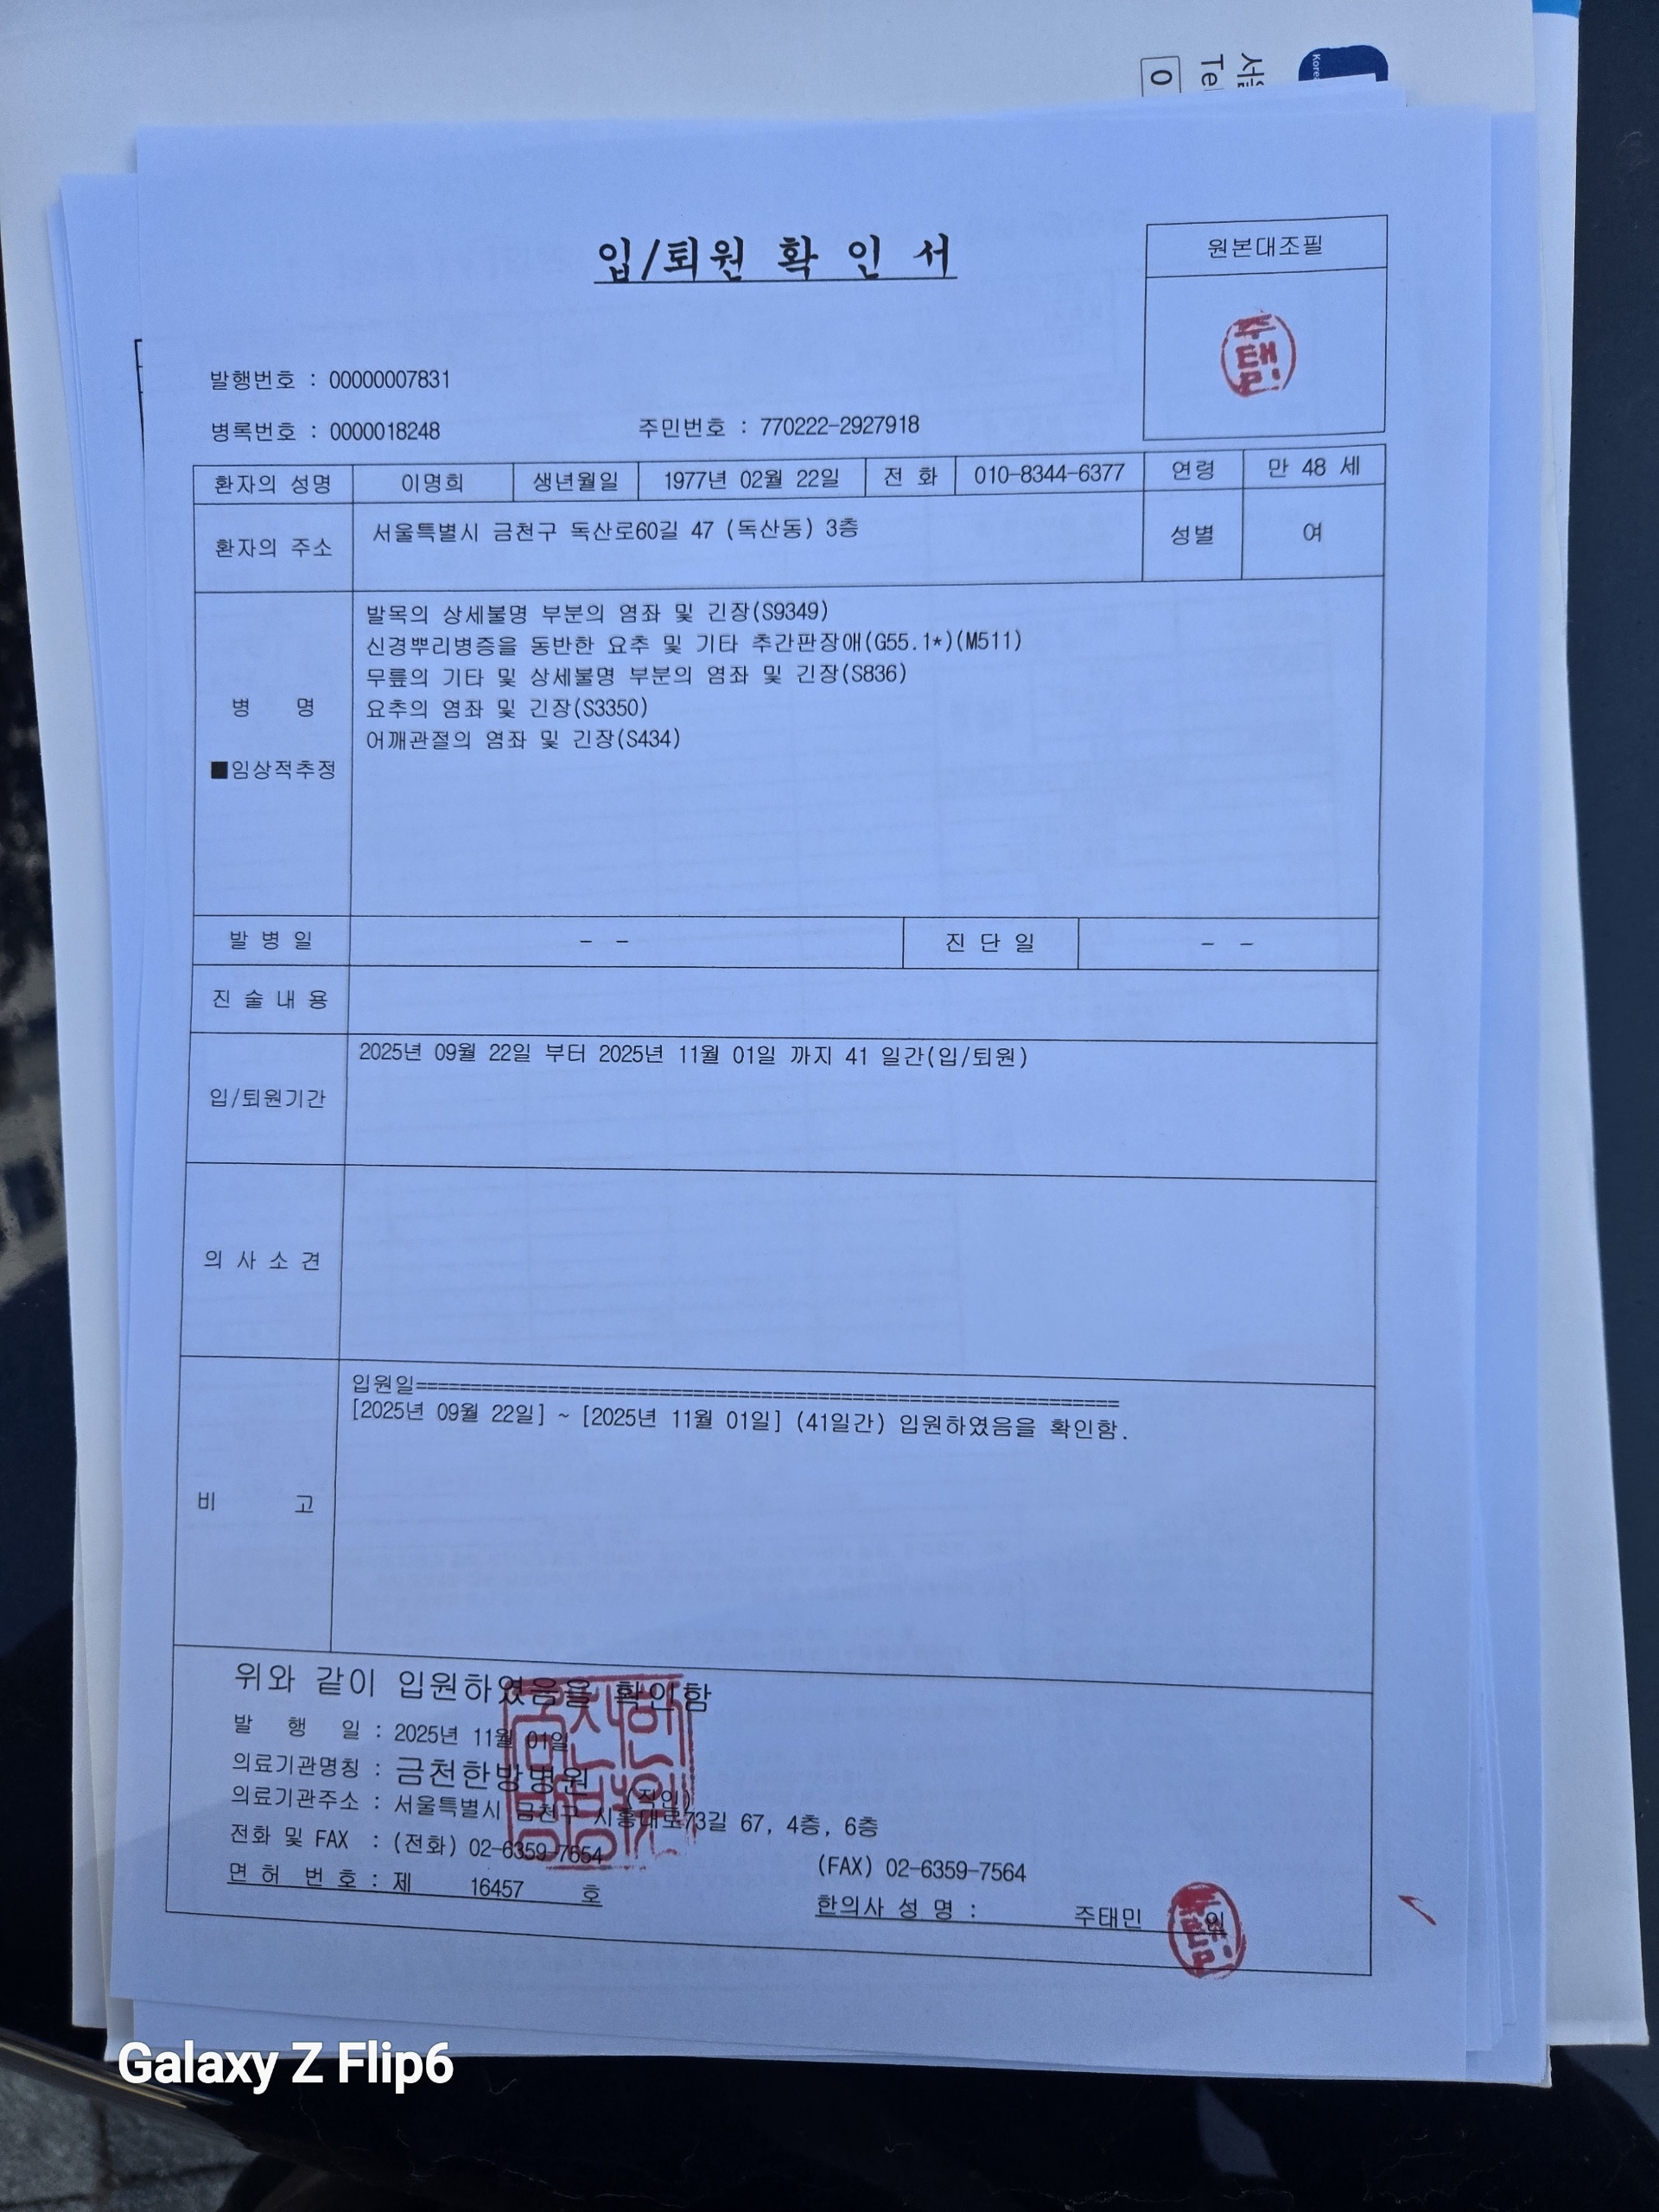 서울
Tel
0
Kore
입/퇴원 확 인 서
원본대조필
주태민
발행번호 : 00000007831
병록번호 : 0000018248 주민번호 : 770222-2927918
환자의 성명 이명희 생년월일 1977년 02월 22일 전 화 010-8344-6377 연령 만 48 세
환자의 주소 서울특별시 금천구 독산로60길 47 (독산동) 3층 성별 여
병 명
■임상적추정
발목의 상세불명 부분의 염좌 및 긴장(S9349)
신경뿌리병증을 동반한 요추 및 기타 추간판장애(G55.1*)(M511)
무릎의 기타 및 상세불명 부분의 염좌 및 긴장(S836)
요추의 염좌 및 긴장(S3350)
어깨관절의 염좌 및 긴장(S434)
발 병 일 - - 진 단 일 - -
진 술 내 용
입/퇴원기간 2025년 09월 22일 부터 2025년 11월 01일 까지 41 일간(입/퇴원)
의 사 소 견
비 고
입원일================================================================
[2025년 09월 22일] ~ [2025년 11월 01일] (41일간) 입원하였음을 확인함.
위와 같이 입원하였음을 확인함
발 행 일 : 2025년 11월 01일
의료기관명칭 : 금천한방병원 (직인)
의료기관주소 : 서울특별시 금천구 시흥대로73길 67, 4층, 6층
전화 및 FAX : (전화) 02-6359-7554 (FAX) 02-6359-7564
면 허 번 호 : 제 16457 호 한의사 성 명 : 주태민 인
주태민
Galaxy Z Flip6